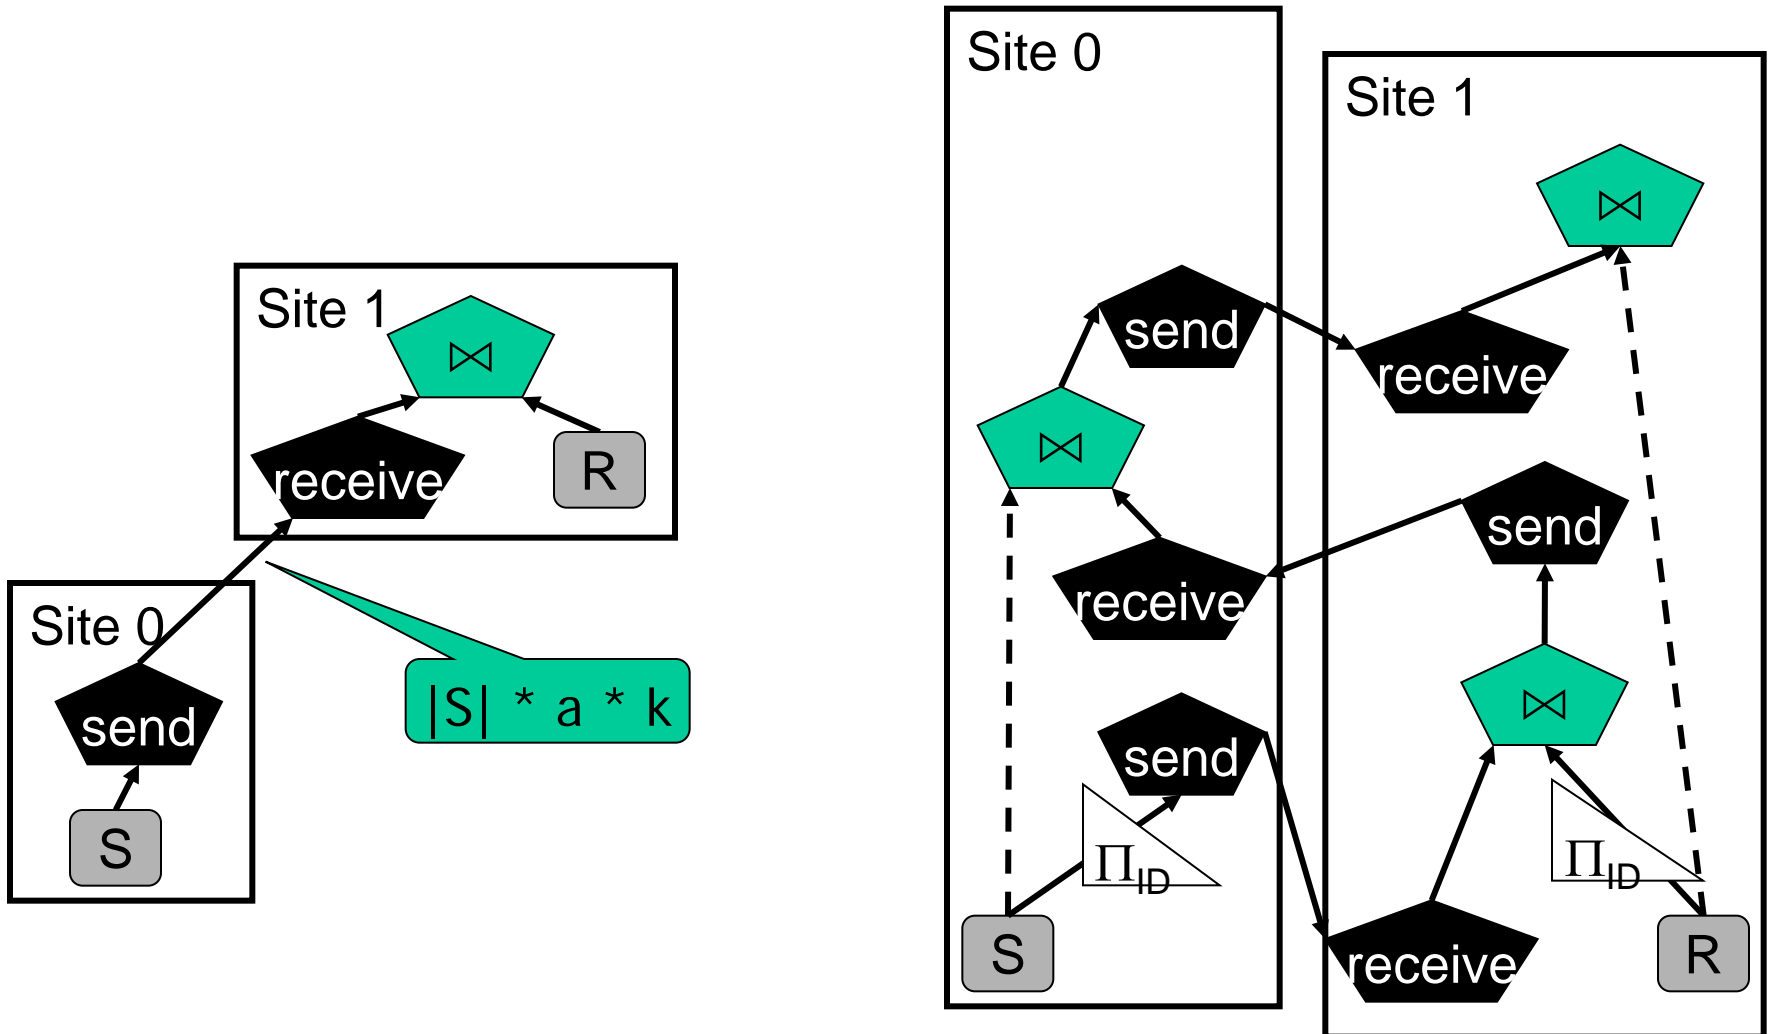 Site 1
⋈
receive
R
Site 0
send
S
|S| * a * k
Site 0
send
⋈
receive
send
Π_ID
S
Site 1
⋈
receive
send
⋈
Π_ID
receive
R